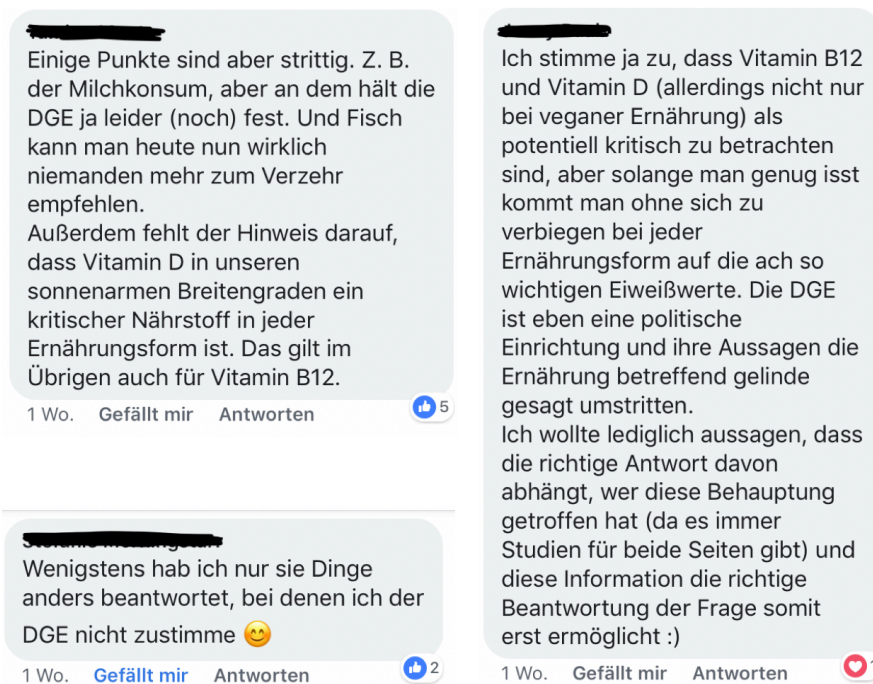 Einige Punkte sind aber strittig. Z. B.
der Milchkonsum, aber an dem hält die
DGE ja leider (noch) fest. Und Fisch
kann man heute nun wirklich
niemanden mehr zum Verzehr
empfehlen.
Außerdem fehlt der Hinweis darauf,
dass Vitamin D in unseren
sonnenarmen Breitengraden ein
kritischer Nährstoff in jeder
Ernährungsform ist. Das gilt im
Übrigen auch für Vitamin B12.
1 Wo. Gefällt mir Antworten 5
Wenigstens hab ich nur sie Dinge
anders beantwortet, bei denen ich der
DGE nicht zustimme 😊
1 Wo. Gefällt mir Antworten 2
Ich stimme ja zu, dass Vitamin B12
und Vitamin D (allerdings nicht nur
bei veganer Ernährung) als
potentiell kritisch zu betrachten
sind, aber solange man genug isst
kommt man ohne sich zu
verbiegen bei jeder
Ernährungsform auf die ach so
wichtigen Eiweißwerte. Die DGE
ist eben eine politische
Einrichtung und ihre Aussagen die
Ernährung betreffend gelinde
gesagt umstritten.
Ich wollte lediglich aussagen, dass
die richtige Antwort davon
abhängt, wer diese Behauptung
getroffen hat (da es immer
Studien für beide Seiten gibt) und
diese Information die richtige
Beantwortung der Frage somit
erst ermöglicht :)
1 Wo. Gefällt mir Antworten